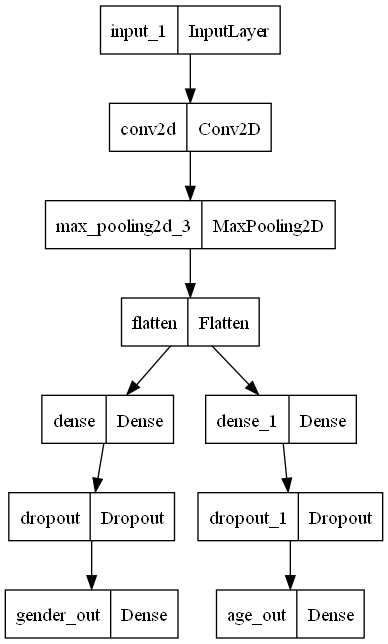 input_1 InputLayer
conv2d Conv2D
max_pooling2d_3 MaxPooling2D
flatten Flatten
dense Dense dense_1 Dense
dropout Dropout dropout_1 Dropout
gender_out Dense age_out Dense